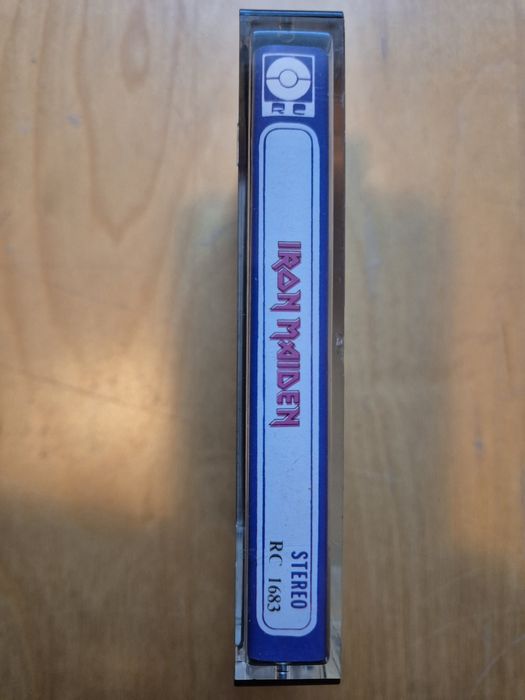 RC
IRON MAIDEN
STEREO
RC 1683